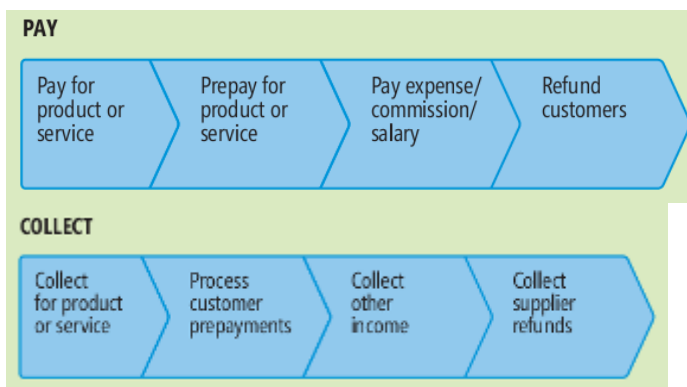 PAY
Pay for
product or
service
Prepay for
product or
service
Pay expense/
commission/
salary
Refund
customers
COLLECT
Collect
for product
or service
Process
customer
prepayments
Collect
other
income
Collect
supplier
refunds